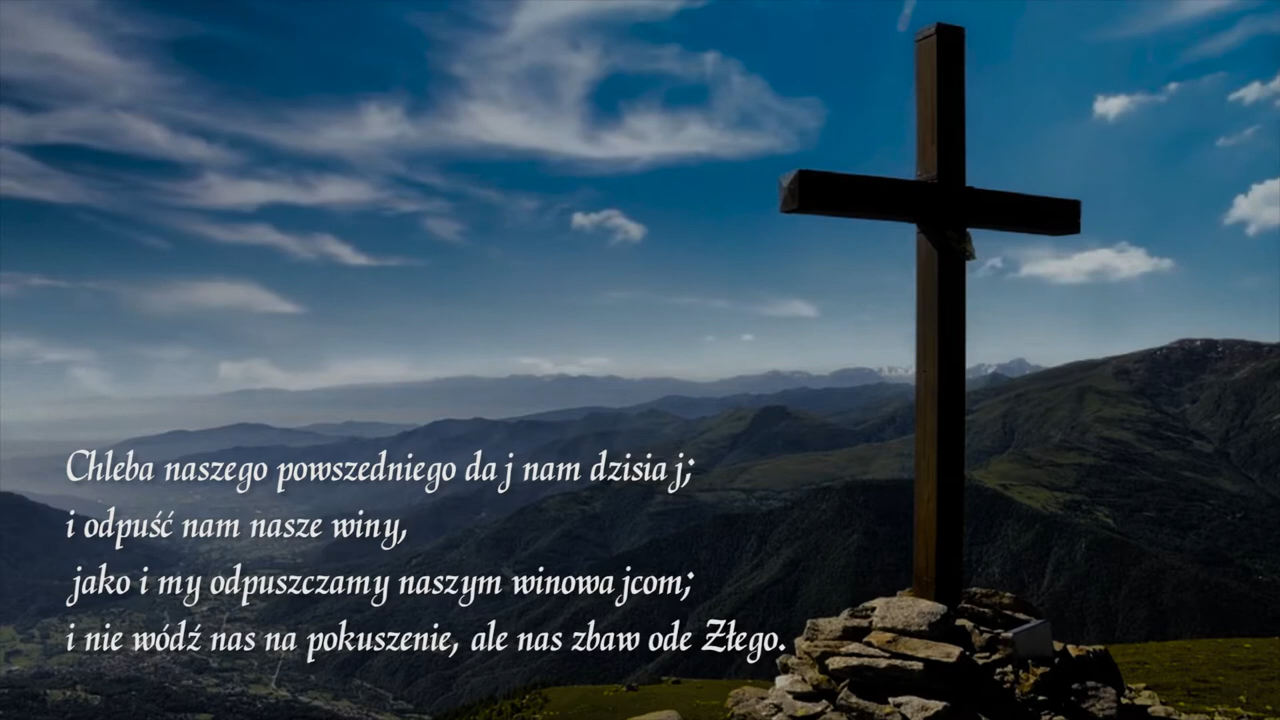 Chleba naszego powszedniego daj nam dzisiaj;
i odpuść nam nasze winy,
jako i my odpuszczamy naszym winowajcom;
i nie wódź nas na pokuszenie, ale nas zbaw ode Złego.